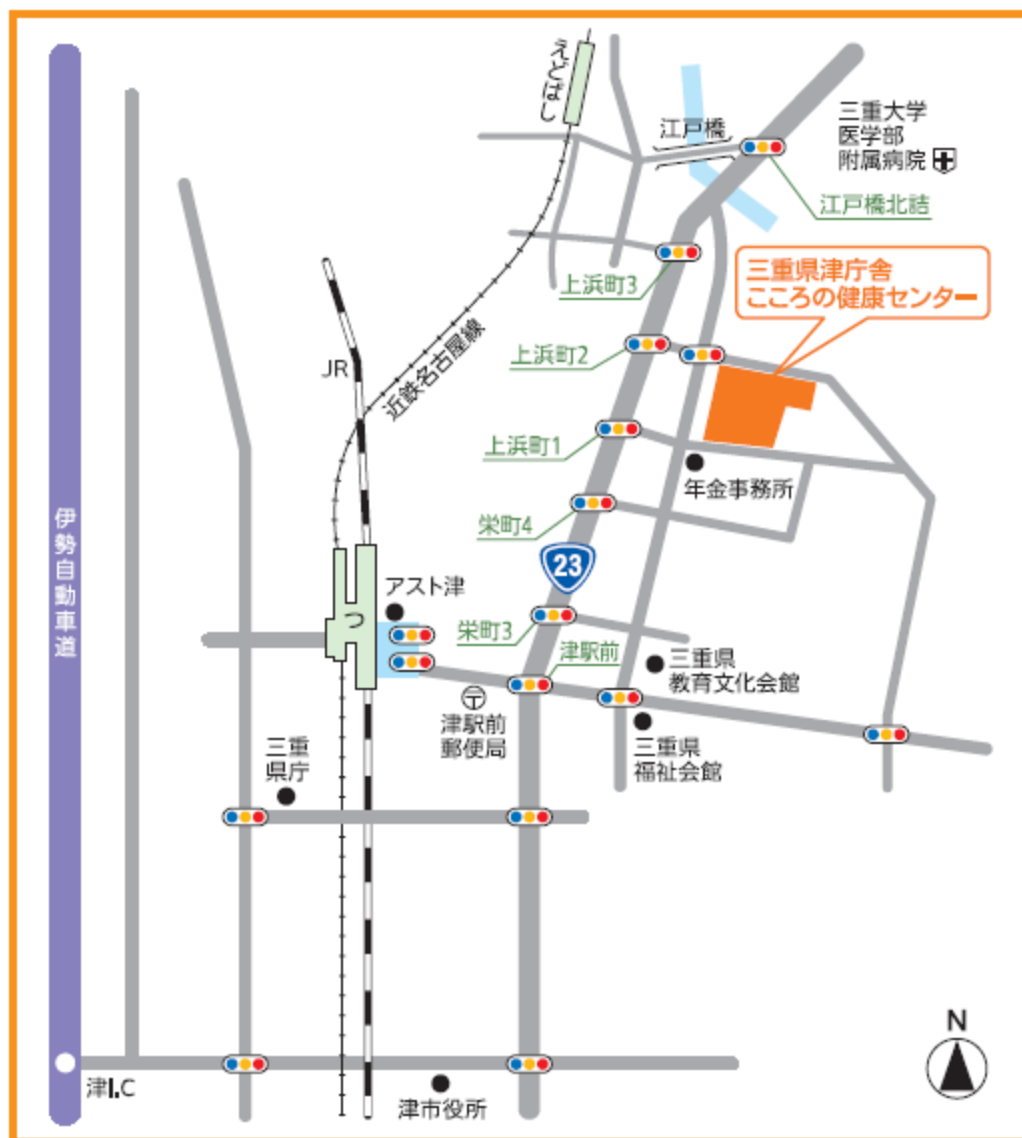 えどばし
江戸橋
三重大学
医学部
附属病院
江戸橋北詰
上浜町3
三重県津庁舎
こころの健康センター
上浜町2
JR
近鉄名古屋線
上浜町1
年金事務所
栄町4
伊勢自動車道
23
アスト津
つ
栄町3
津駅前
三重県
教育文化会館
津駅前
郵便局
三重県
福祉会館
三重
県庁
N
津I.C
津市役所